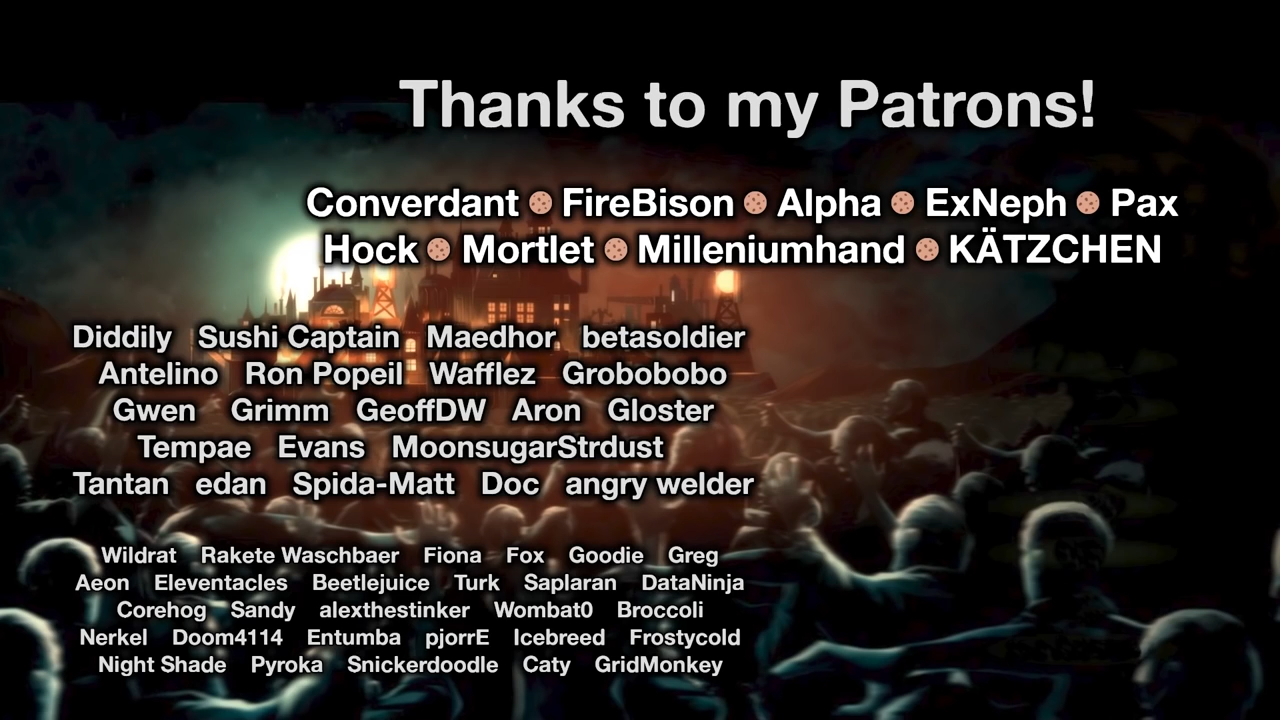 Thanks to my Patrons!
Converdant 🍪 FireBison 🍪 Alpha 🍪 ExNeph 🍪 Pax
Hock 🍪 Mortlet 🍪 Milleniumhand 🍪 KÄTZCHEN
Diddily Sushi Captain Maedhor betasoldier
Antelino Ron Popeil Wafflez Grobobobo
Gwen Grimm GeoffDW Aron Gloster
Tempae Evans MoonsugarStrdust
Tantan edan Spida-Matt Doc angry welder
Wildrat Rakete Waschbaer Fiona Fox Goodie Greg
Aeon Eleventacles Beetlejuice Turk Saplaran DataNinja
Corehog Sandy alexthestinker Wombat0 Broccoli
Nerkel Doom4114 Entumba pjorrE Icebreed Frostycold
Night Shade Pyroka Snickerdoodle Caty GridMonkey